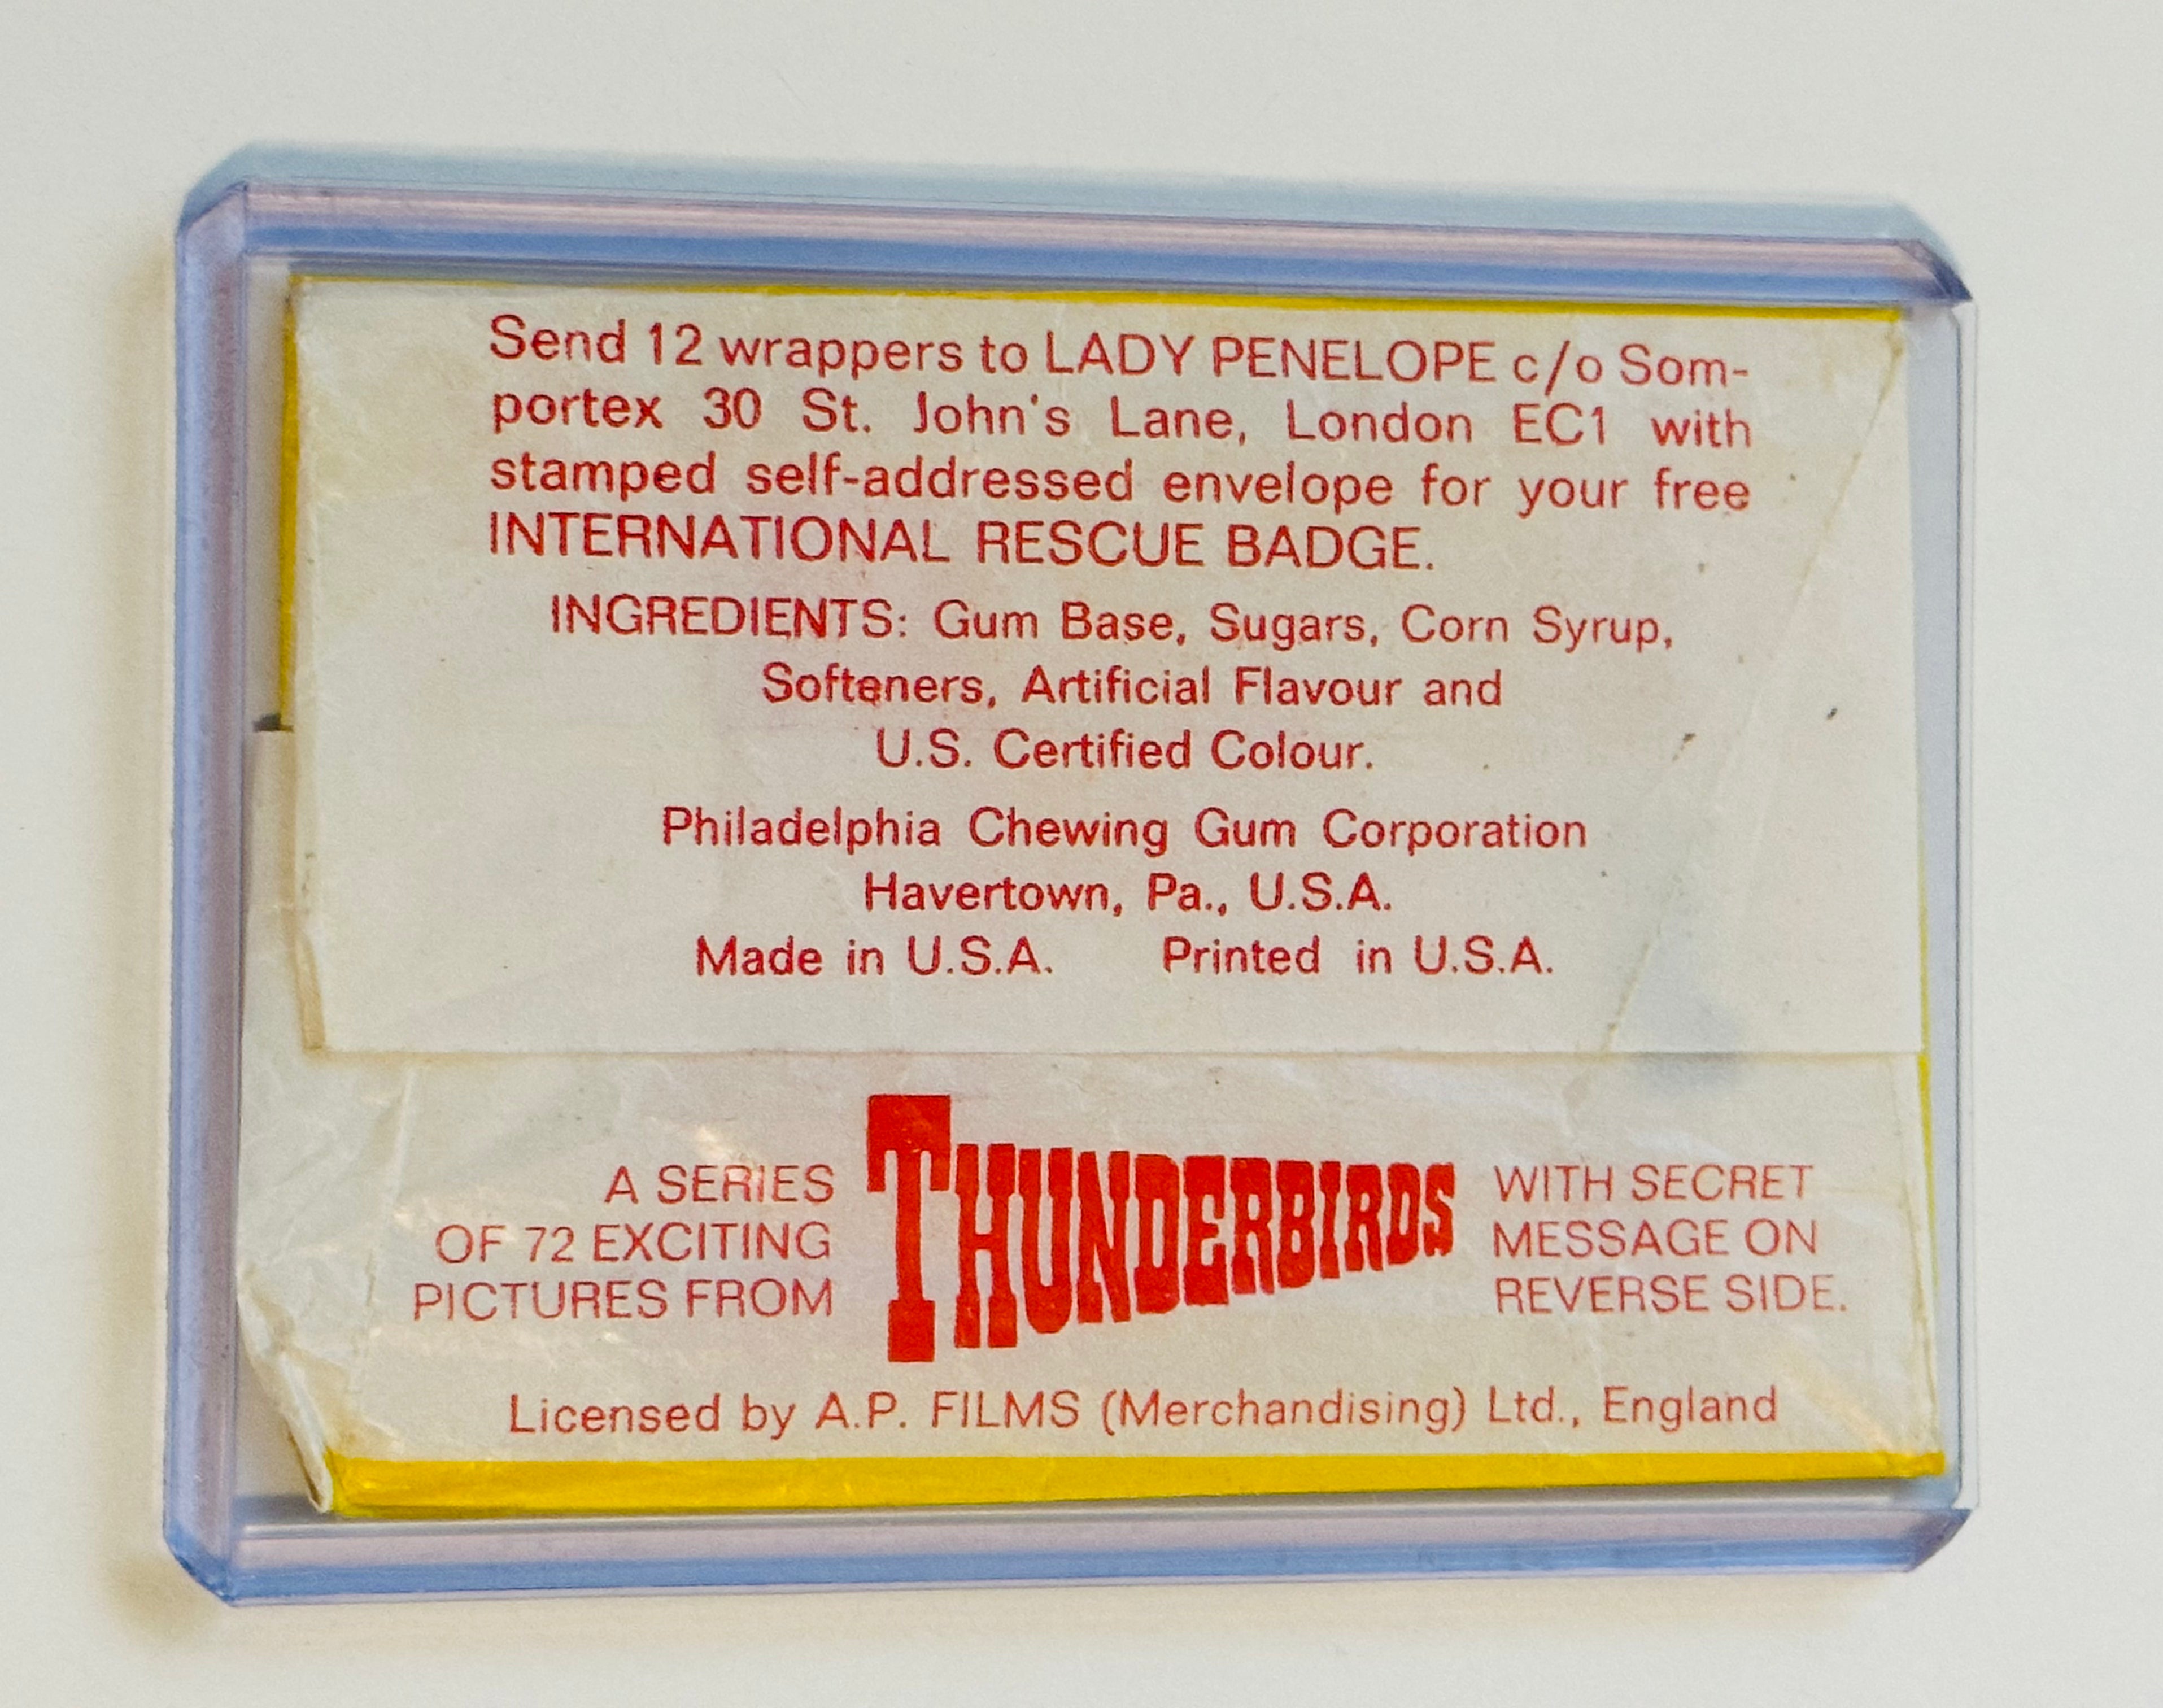 Send 12 wrappers to LADY PENELOPE c/o Som-
portex 30 St. John's Lane, London EC1 with
stamped self-addressed envelope for your free
INTERNATIONAL RESCUE BADGE.
INGREDIENTS: Gum Base, Sugars, Corn Syrup,
Softeners, Artificial Flavour and
U.S. Certified Colour.
Philadelphia Chewing Gum Corporation
Havertown, Pa., U.S.A.
Made in U.S.A. Printed in U.S.A.
A SERIES
OF 72 EXCITING
PICTURES FROM
THUNDERBIRDS
WITH SECRET
MESSAGE ON
REVERSE SIDE.
Licensed by A.P. FILMS (Merchandising) Ltd., England